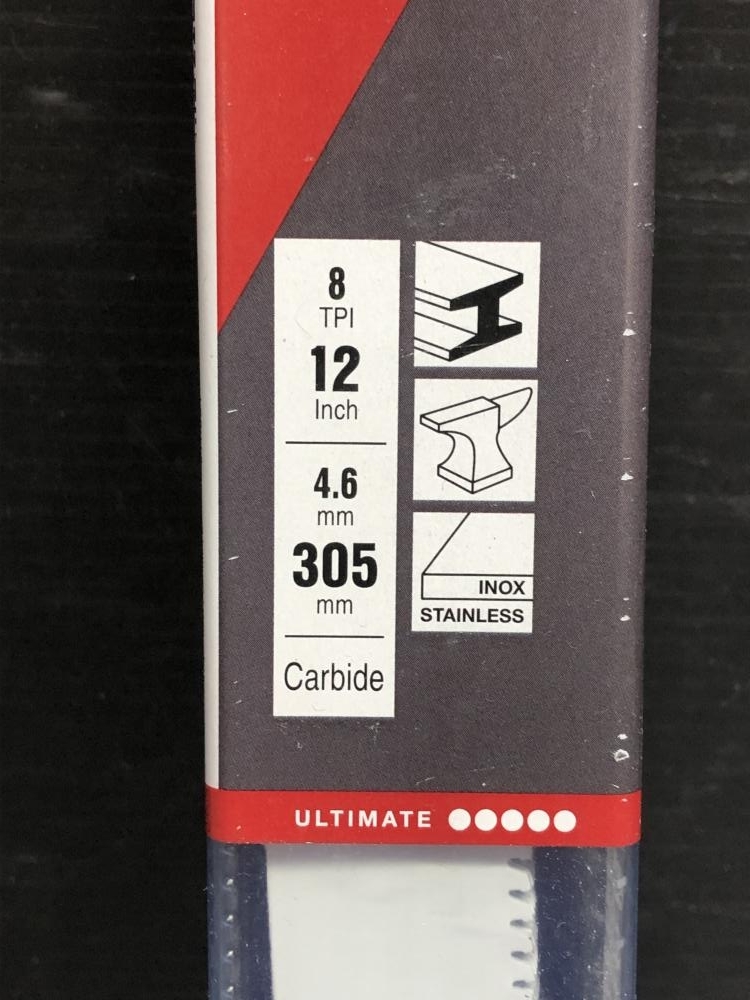 8
TPI
12
Inch
4.6
mm
305
mm
Carbide
INOX
STAINLESS
ULTIMATE